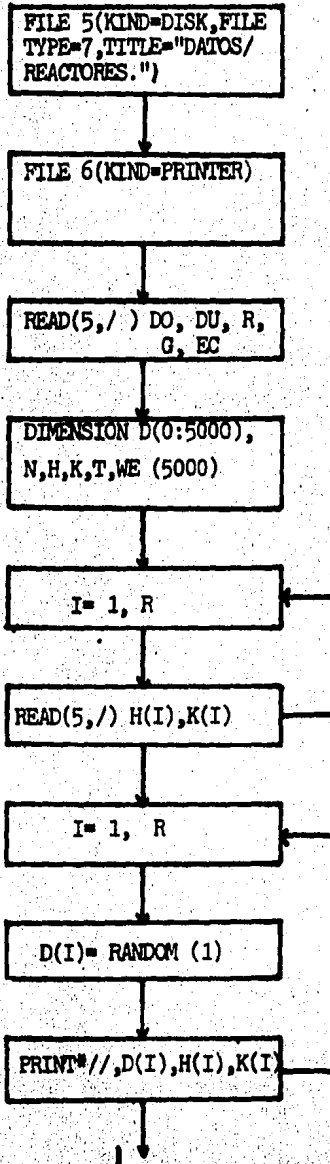 FILE 5(KIND=DISK,FILE
TYPE=7,TITLE="DATOS/
REACTORES.")
FILE 6(KIND=PRINTER)
READ(5,/ ) DO, DU, R,
G, EC
DIMENSION D(0:5000),
N,H,K,T,WE (5000)
I= 1, R
READ(5,/) H(I),K(I)
I= 1, R
D(I)= RANDOM (1)
PRINT*//,D(I),H(I),K(I)